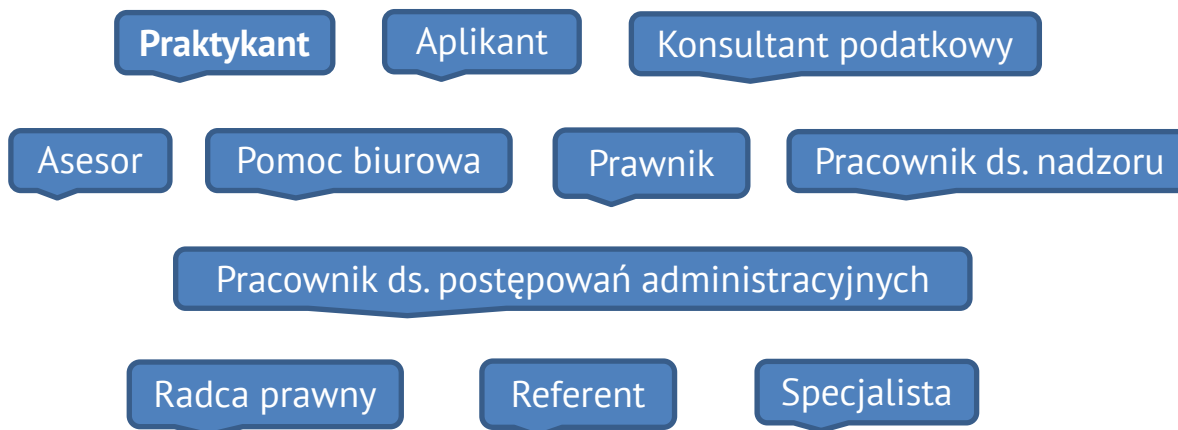 Praktykant
Aplikant
Konsultant podatkowy
Asesor
Pomoc biurowa
Prawnik
Pracownik ds. nadzoru
Pracownik ds. postępowań administracyjnych
Radca prawny
Referent
Specjalista